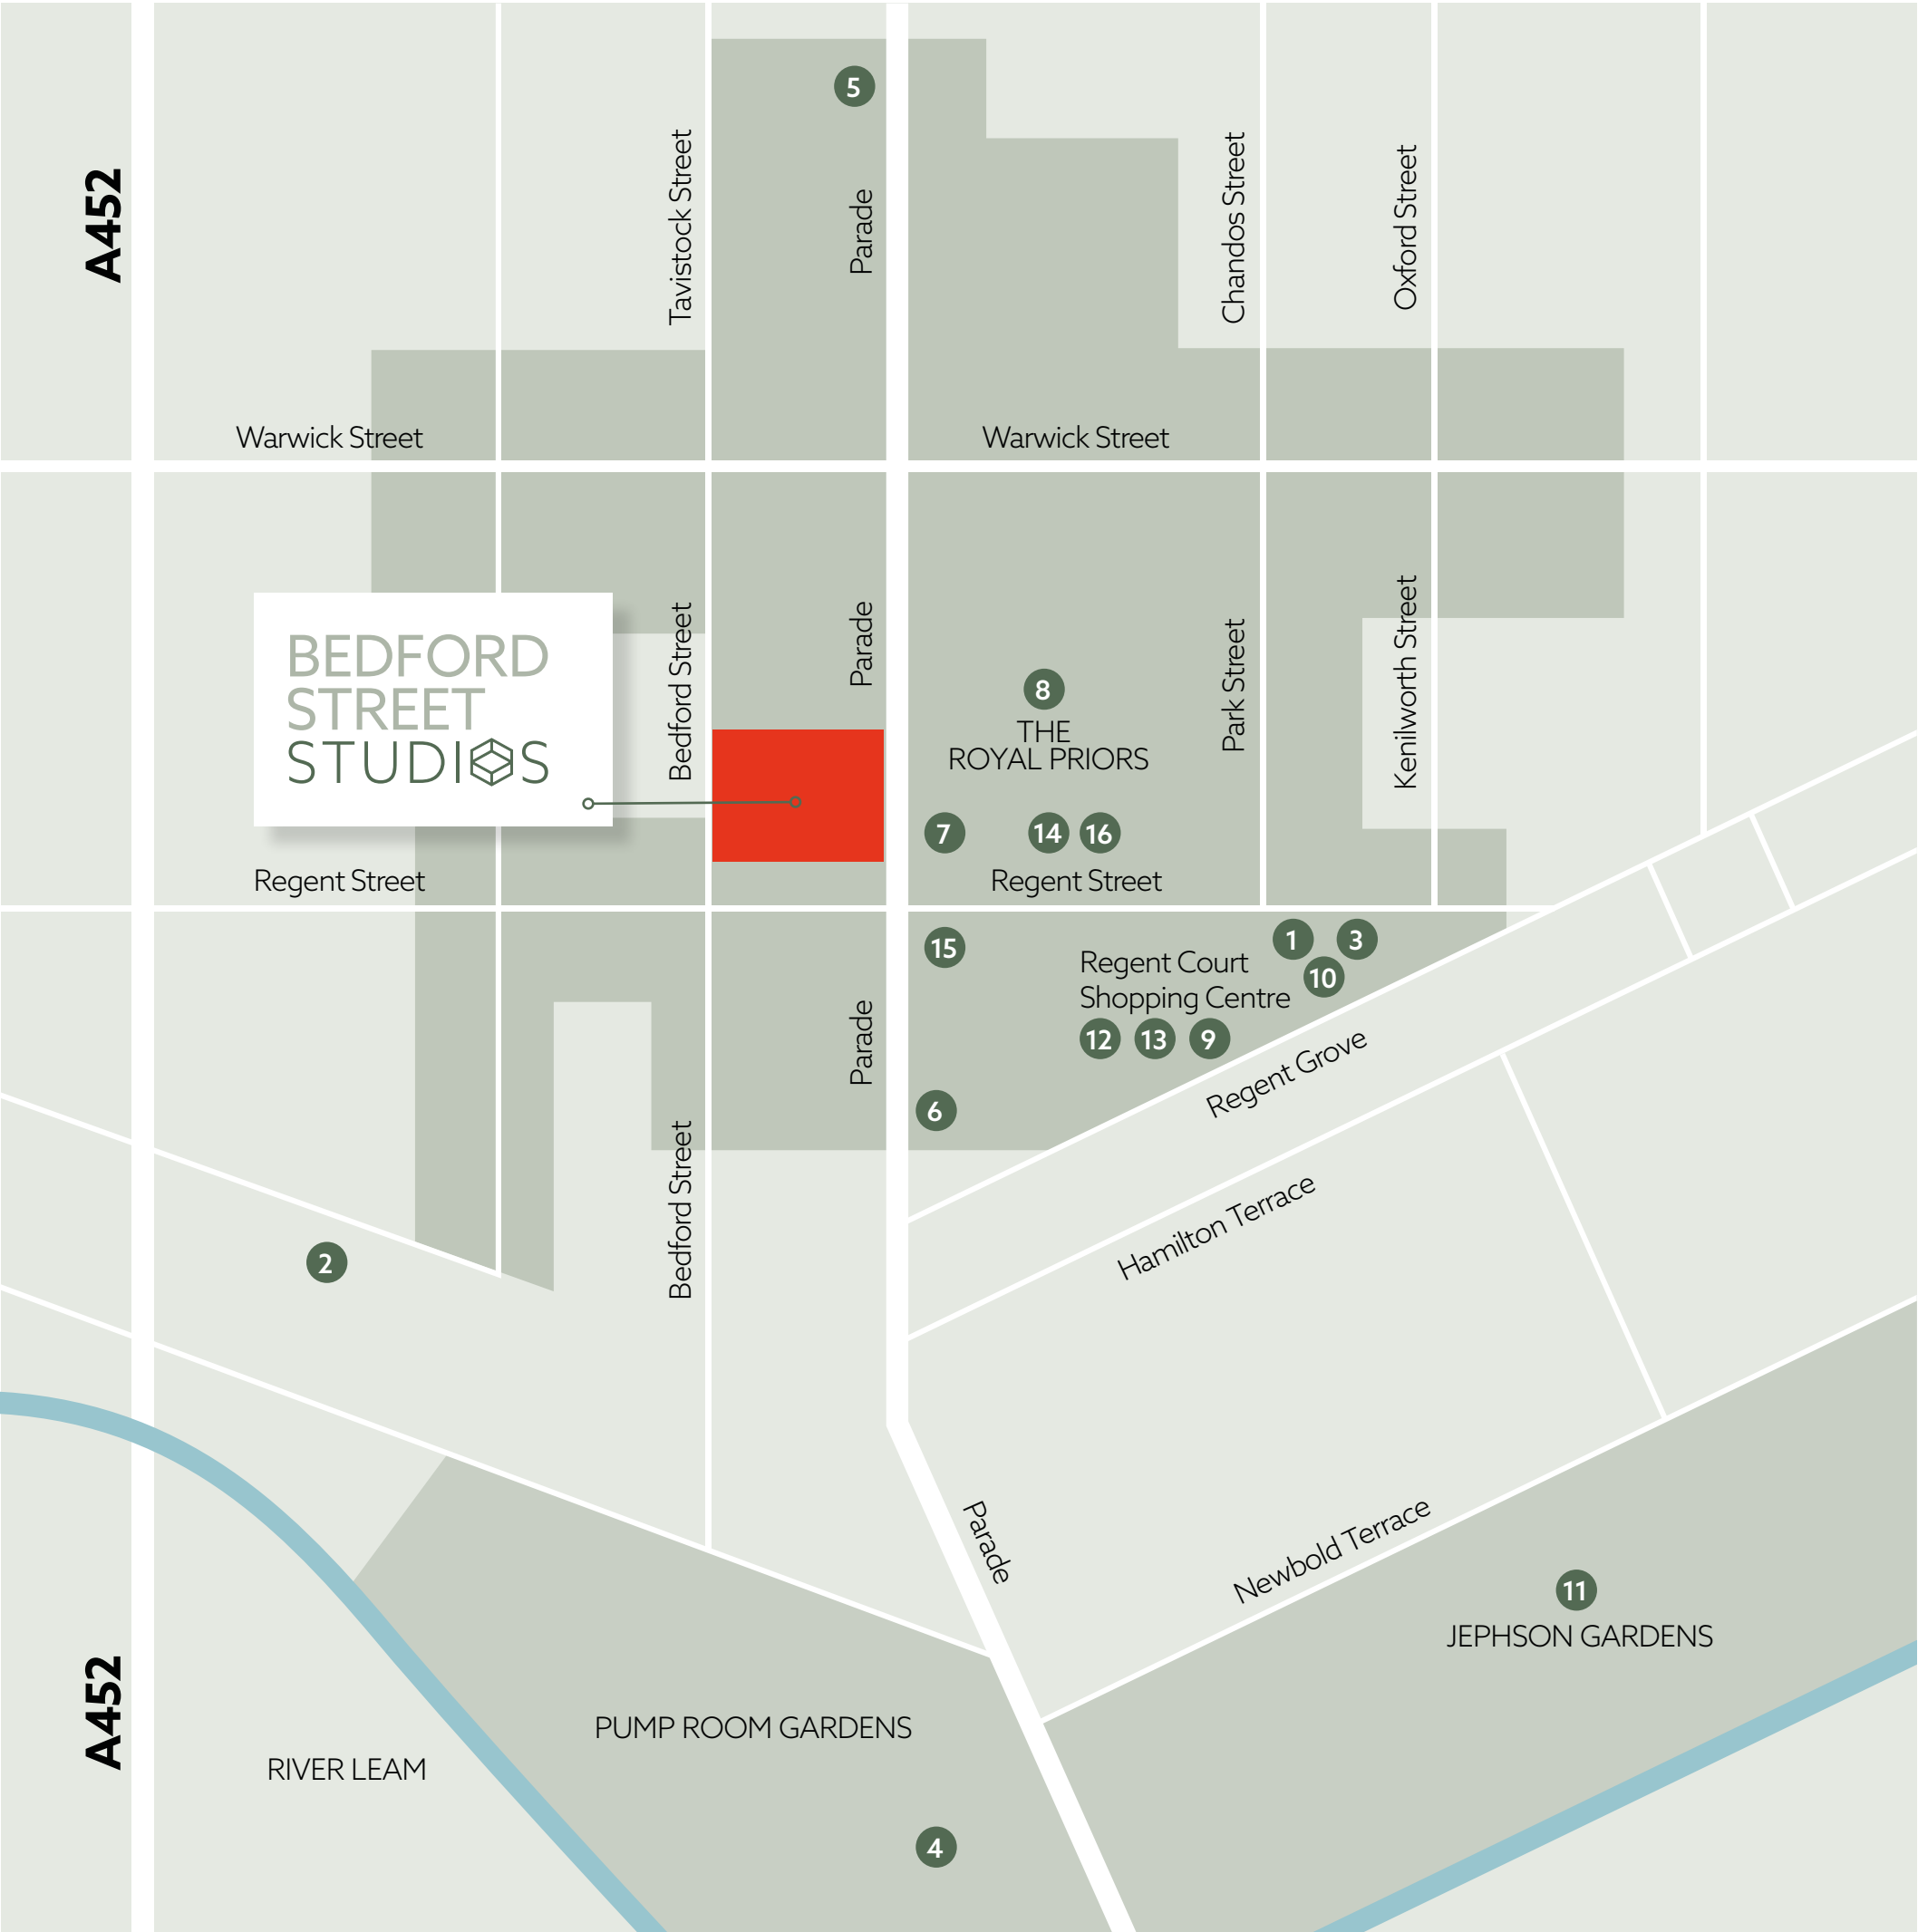 5
A452
Tavistock Street
Parade
Chandos Street
Oxford Street
Warwick Street
Warwick Street
BEDFORD
STREET
STUDIOS
Bedford Street
Parade
8
THE
ROYAL PRIORS
Park Street
Kenilworth Street
7
14
16
Regent Street
Regent Street
15
1
3
Regent Court
Shopping Centre
10
12
13
9
Parade
6
Regent Grove
Bedford Street
Hamilton Terrace
2
Parade
Newbold Terrace
11
JEPHSON GARDENS
A452
PUMP ROOM GARDENS
RIVER LEAM
4